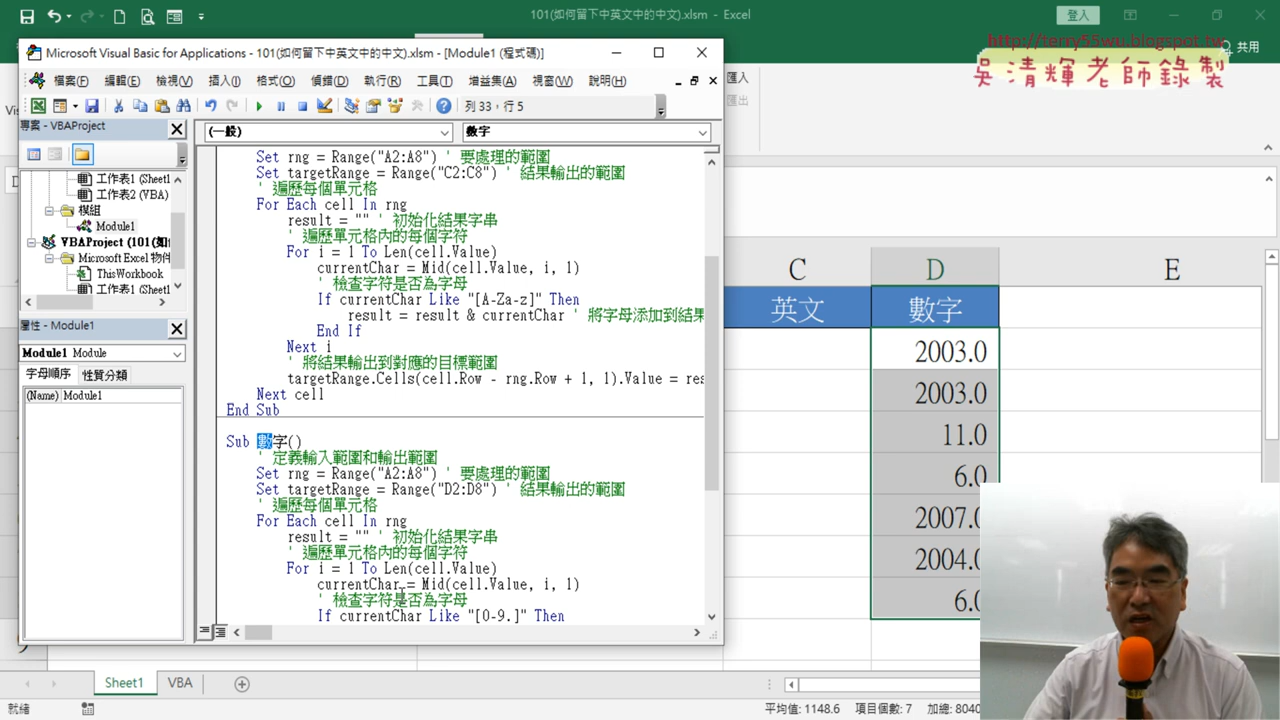 101(如何留下中英文中的中文).xlsm - Excel
登入
http://terry55wu.blogspot.tw
共用
吳清輝老師錄製
Microsoft Visual Basic for Applications - 101(如何留下中英文中的中文).xlsm - [Module1 (程式碼)]
檔案(F) 編輯(E) 檢視(V) 插入(I) 格式(O) 偵錯(D) 執行(R) 工具(T) 增益集(A) 視窗(W) 說明(H)
列 33，行 5
匯入
匯出
專案 - VBAProject
(一般)
數字
工作表1 (Sheet1
工作表2 (VBA)
模組
Module1
VBAProject (101(如
Microsoft Excel 物件
ThisWorkbook
工作表1 (Sheet1
屬性 - Module1
Module1 Module
字母順序 性質分類
(Name) Module1
Set rng = Range("A2:A8") ' 要處理的範圍
Set targetRange = Range("C2:C8") ' 結果輸出的範圍
' 遍歷每個單元格
For Each cell In rng
result = "" ' 初始化結果字串
' 遍歷單元格內的每個字符
For i = 1 To Len(cell.Value)
currentChar = Mid(cell.Value, i, 1)
' 檢查字符是否為字母
If currentChar Like "[A-Za-z]" Then
result = result & currentChar ' 將字母添加到結果
End If
Next i
' 將結果輸出到對應的目標範圍
targetRange.Cells(cell.Row - rng.Row + 1, 1).Value = res
Next cell
End Sub
Sub 數字()
' 定義輸入範圍和輸出範圍
Set rng = Range("A2:A8") ' 要處理的範圍
Set targetRange = Range("D2:D8") ' 結果輸出的範圍
' 遍歷每個單元格
For Each cell In rng
result = "" ' 初始化結果字串
' 遍歷單元格內的每個字符
For i = 1 To Len(cell.Value)
currentChar = Mid(cell.Value, i, 1)
' 檢查字符是否為字母
If currentChar Like "[0-9.]" Then
C D E
英文 數字
2003.0
2003.0
11.0
6.0
2007.0
2004.0
6.0
Sheet1 VBA
就緒
平均值: 1148.6 項目個數: 7 加總: 8040